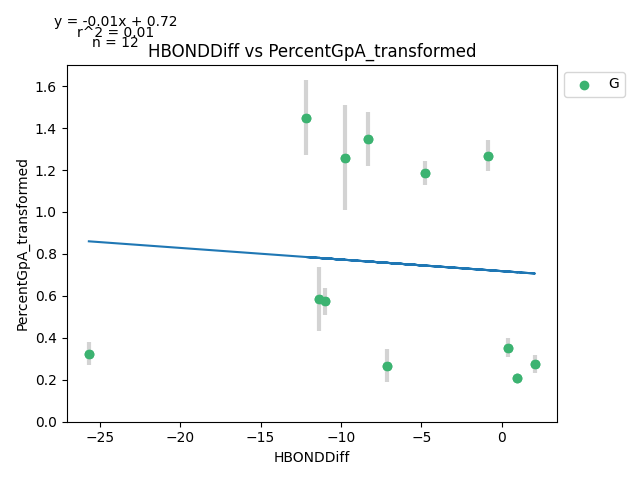 y = -0.01x + 0.72
r^2 = 0.01
n = 12
HBONDDiff vs PercentGpA_transformed
G
PercentGpA_transformed
1.6
1.4
1.2
1.0
0.8
0.6
0.4
0.2
0.0
−25
−20
−15
−10
−5
0
HBONDDiff